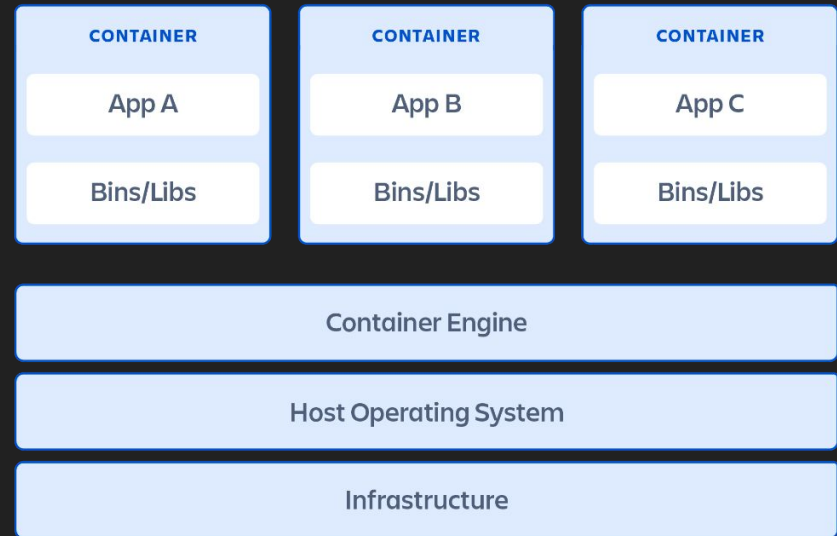 CONTAINER
App A
Bins/Libs
CONTAINER
App B
Bins/Libs
CONTAINER
App C
Bins/Libs
Container Engine
Host Operating System
Infrastructure